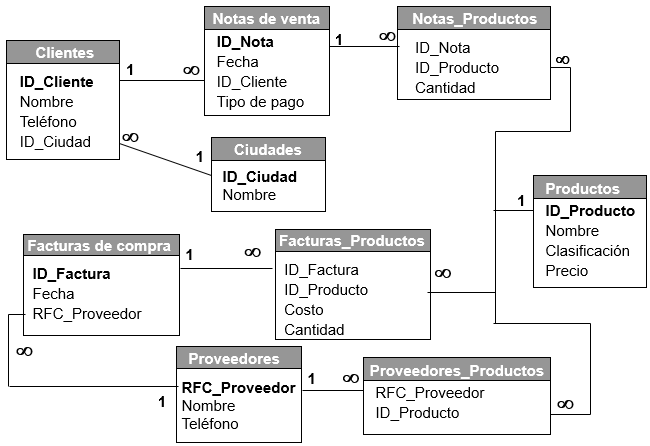 Clientes
ID_Cliente
Nombre
Teléfono
ID_Ciudad
1
∞
∞
Notas de venta
ID_Nota
Fecha
ID_Cliente
Tipo de pago
1
∞
Notas_Productos
ID_Nota
ID_Producto
Cantidad
∞
Ciudades
ID_Ciudad
Nombre
1
Productos
ID_Producto
Nombre
Clasificación
Precio
1
Facturas de compra
ID_Factura
Fecha
RFC_Proveedor
1
∞
∞
Facturas_Productos
ID_Factura
ID_Producto
Costo
Cantidad
∞
Proveedores
RFC_Proveedor
Nombre
Teléfono
1
1
∞
Proveedores_Productos
RFC_Proveedor
ID_Producto
∞